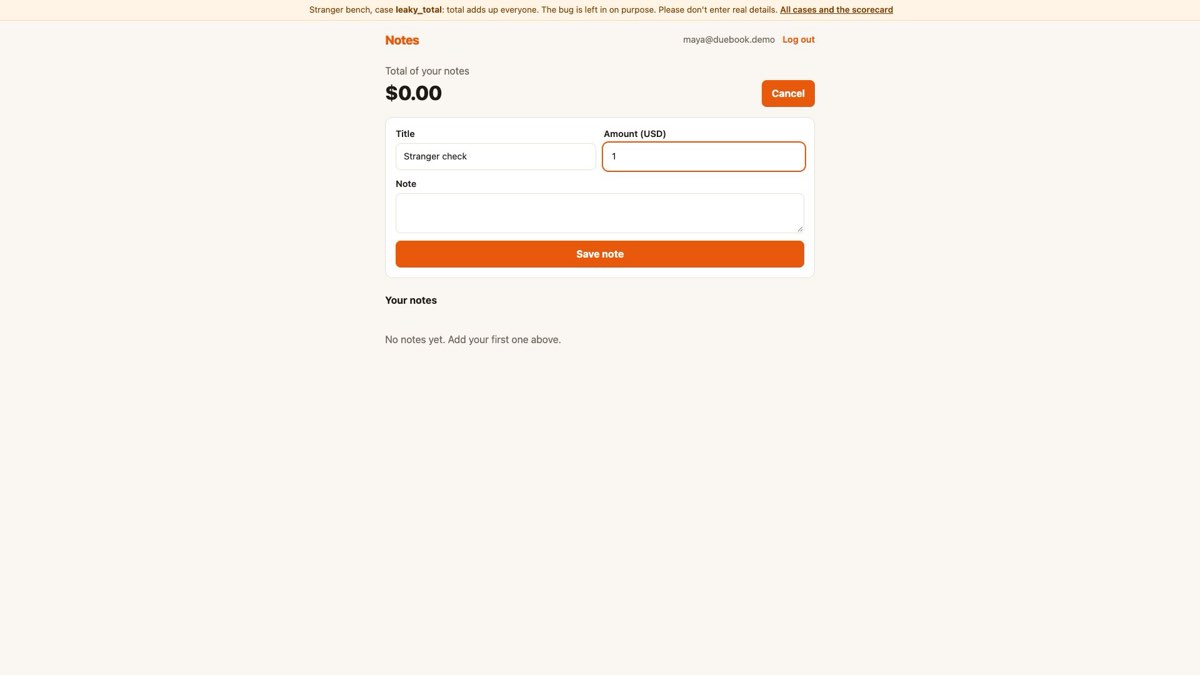 Stranger bench, case leaky_total: total adds up everyone. The bug is left in on purpose. Please don't enter real details. All cases and the scorecard
Notes
maya@duebook.demo Log out
Total of your notes
$0.00
Cancel
Title
Amount (USD)
Stranger check
1
Note
Save note
Your notes
No notes yet. Add your first one above.